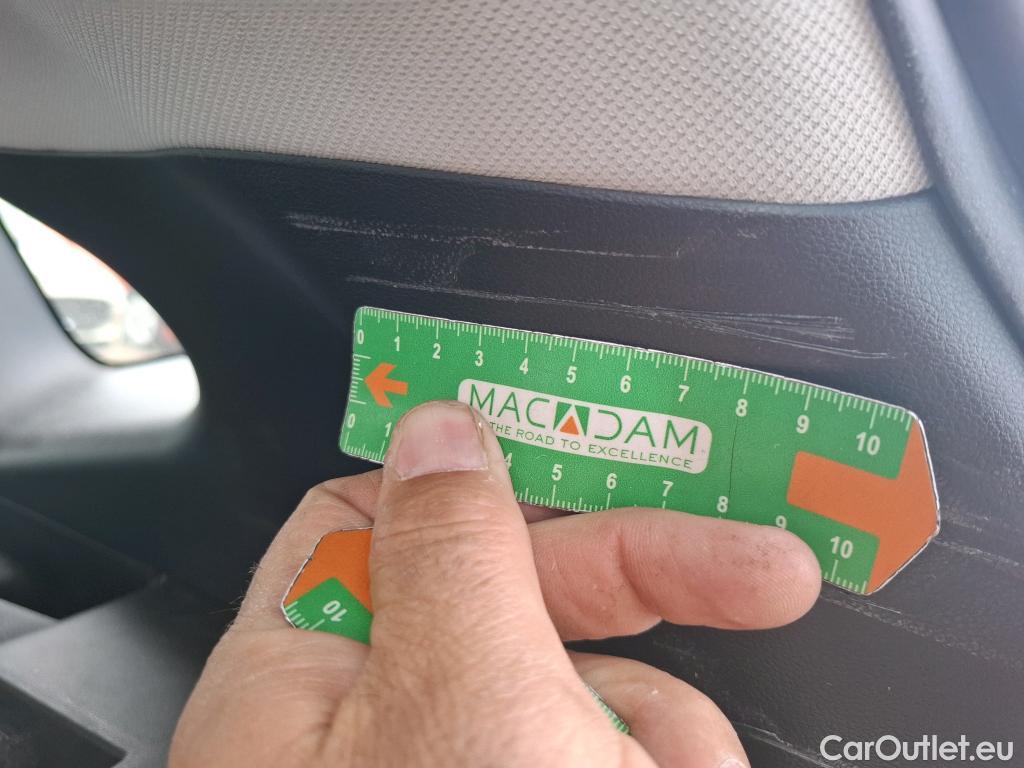 0 1 2 3 4 5 6 7 8 9 10
MACADAM
THE ROAD TO EXCELLENCE
0 1 4 5 6 7 8 9 10
10
CarOutlet.eu